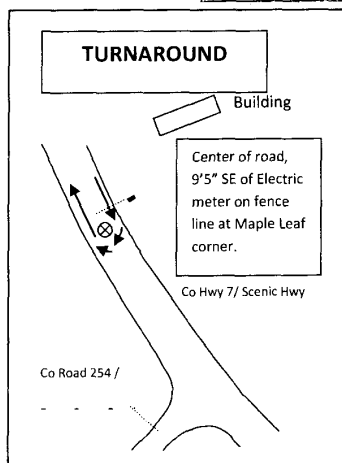 TURNAROUND
Building
Center of road,
9'5" SE of Electric
meter on fence
line at Maple Leaf
corner.
Co Hwy 7/ Scenic Hwy
Co Road 254 /